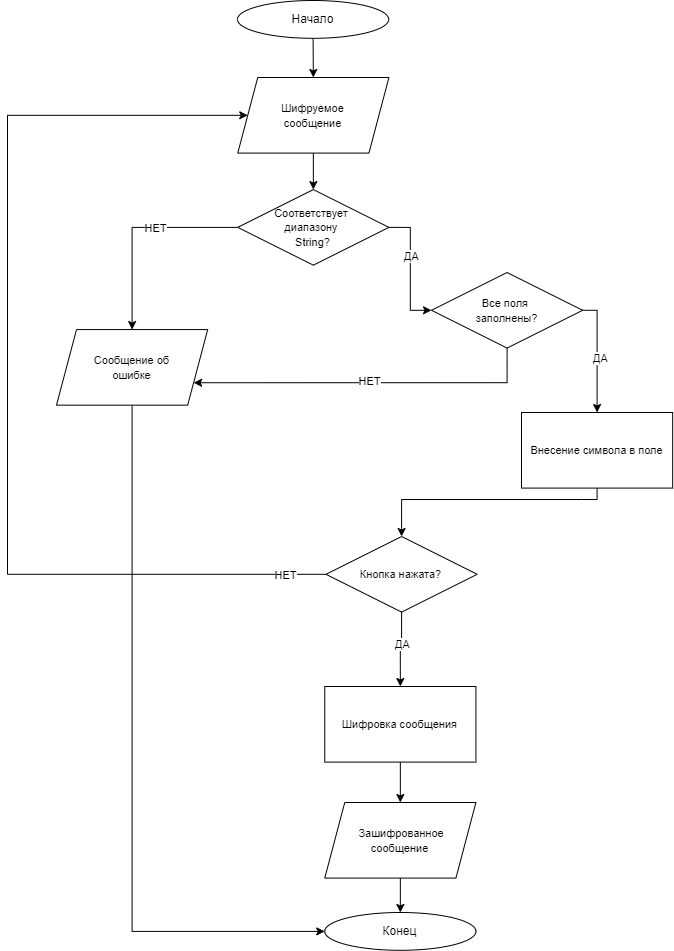 Начало
Шифруемое
сообщение
Соответствует
диапазону
String?
НЕТ
ДА
Все поля
заполнены?
Сообщение об
ошибке
ДА
НЕТ
Внесение символа в поле
Кнопка нажата?
НЕТ
ДА
Шифровка сообщения
Зашифрованное
сообщение
Конец